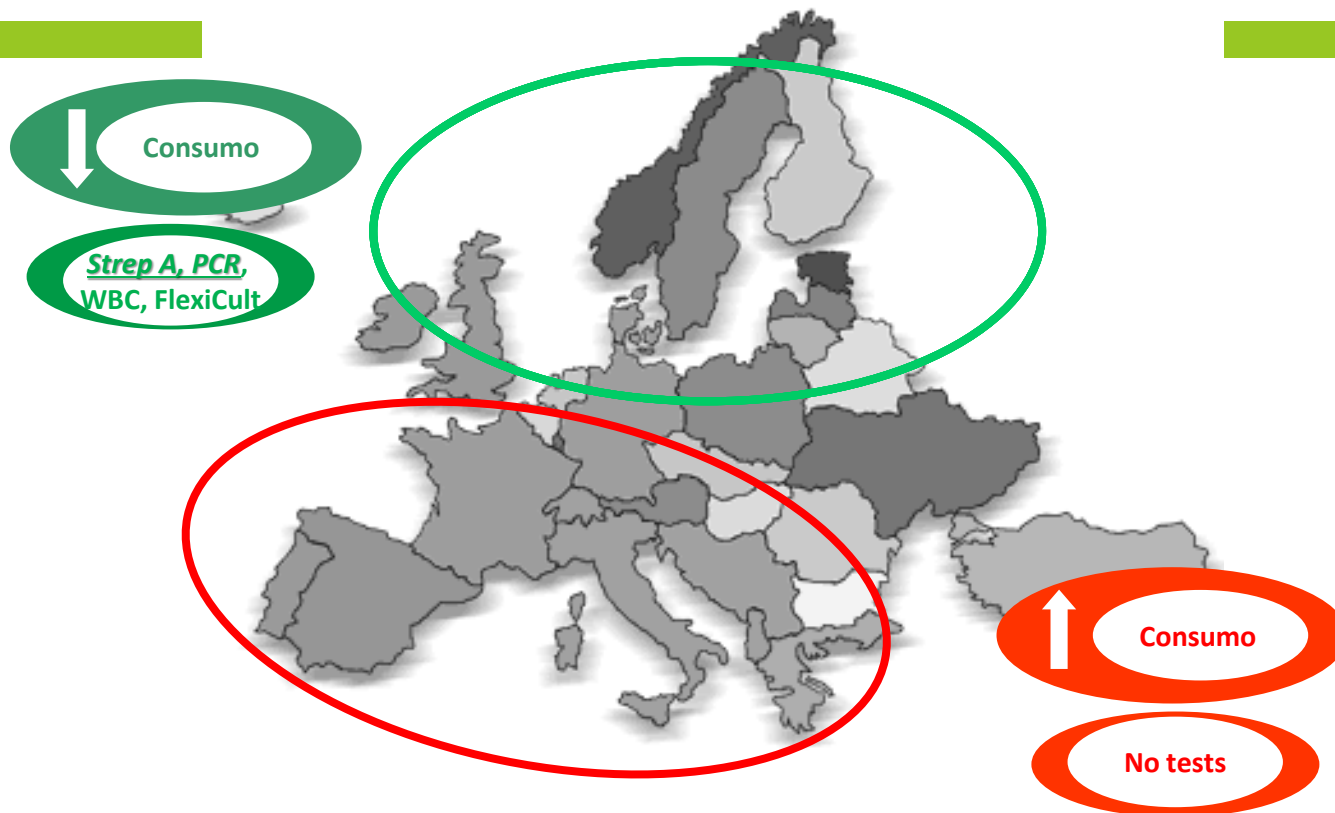 Consumo
Strep A, PCR,
WBC, FlexiCult
Consumo
No tests